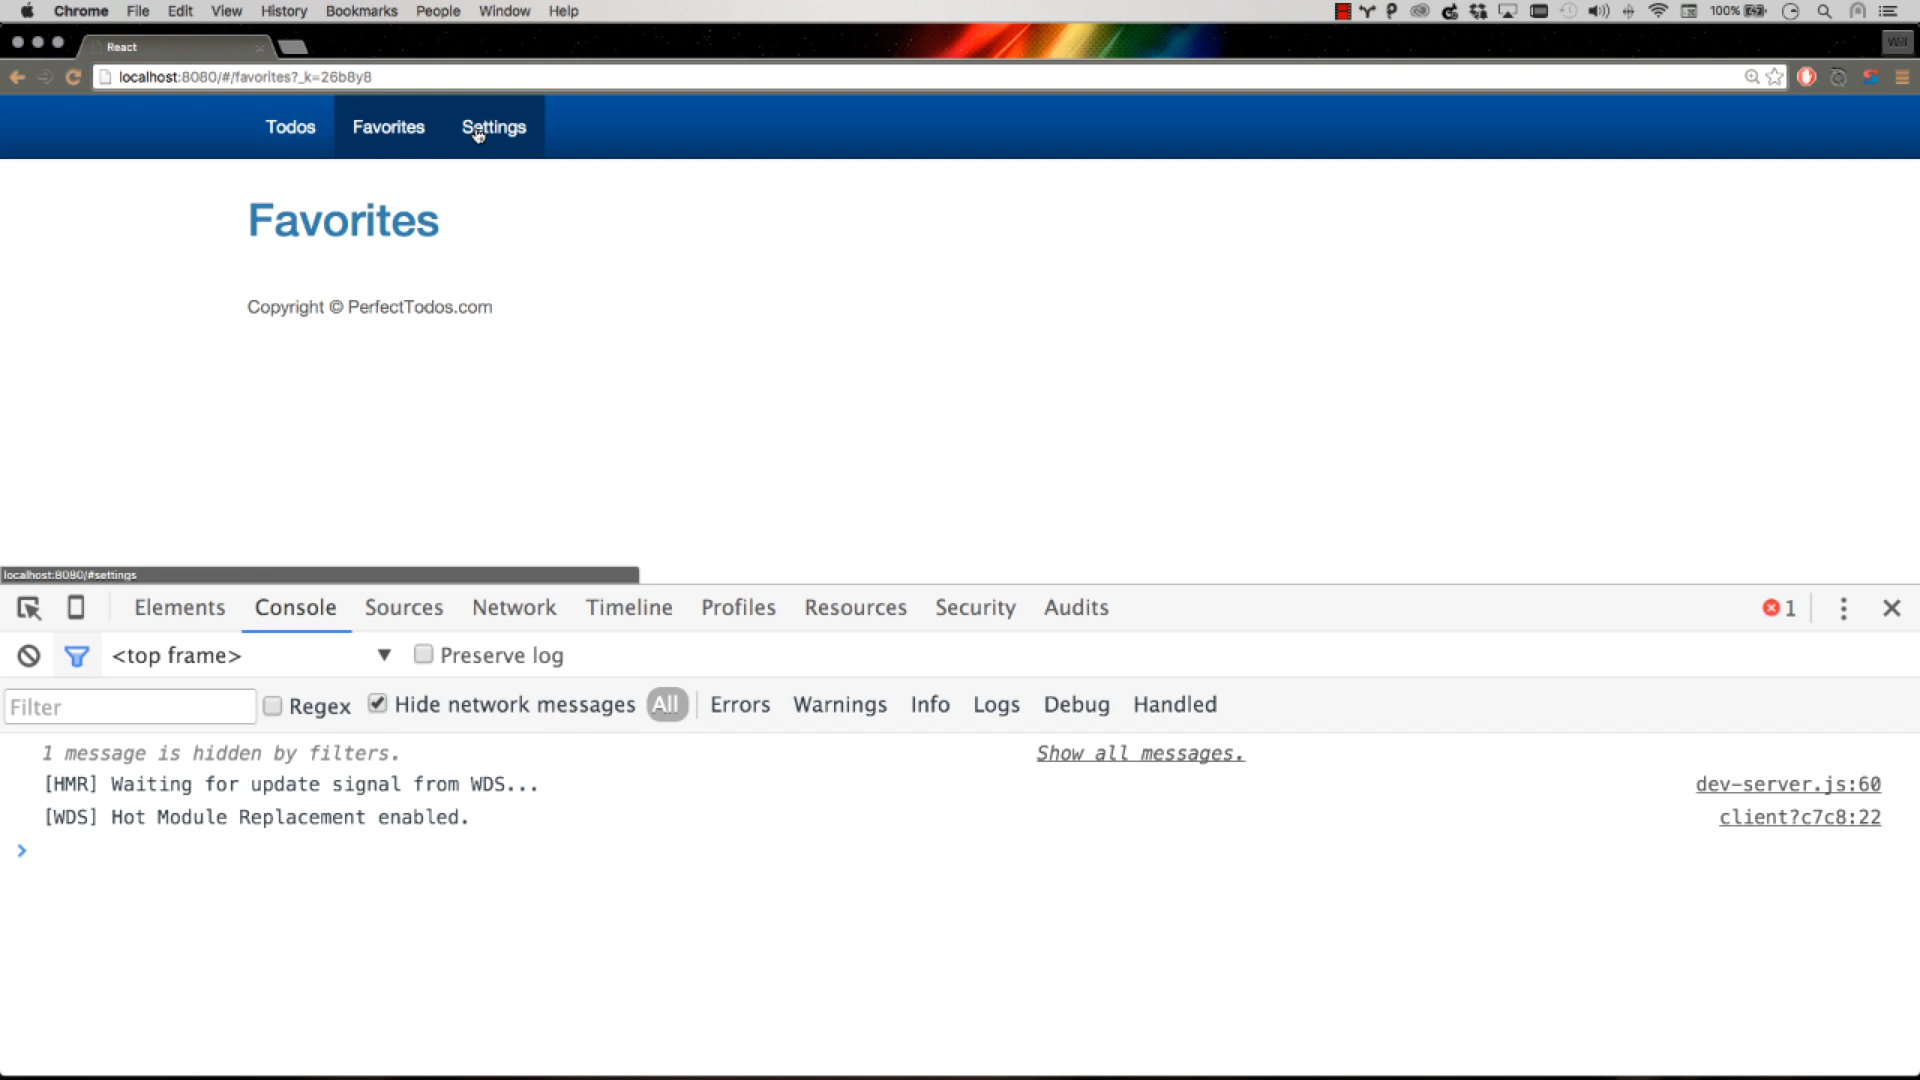 Chrome File Edit View History Bookmarks People Window Help 100%
React
Will
localhost:8080/#/favorites?_k=26b8y8
Todos Favorites Settings
Favorites
Copyright © PerfectTodos.com
localhost:8080/#settings
Elements Console Sources Network Timeline Profiles Resources Security Audits 1
<top frame> Preserve log
Filter Regex Hide network messages All Errors Warnings Info Logs Debug Handled
1 message is hidden by filters. Show all messages.
[HMR] Waiting for update signal from WDS... dev-server.js:60
[WDS] Hot Module Replacement enabled. client?c7c8:22